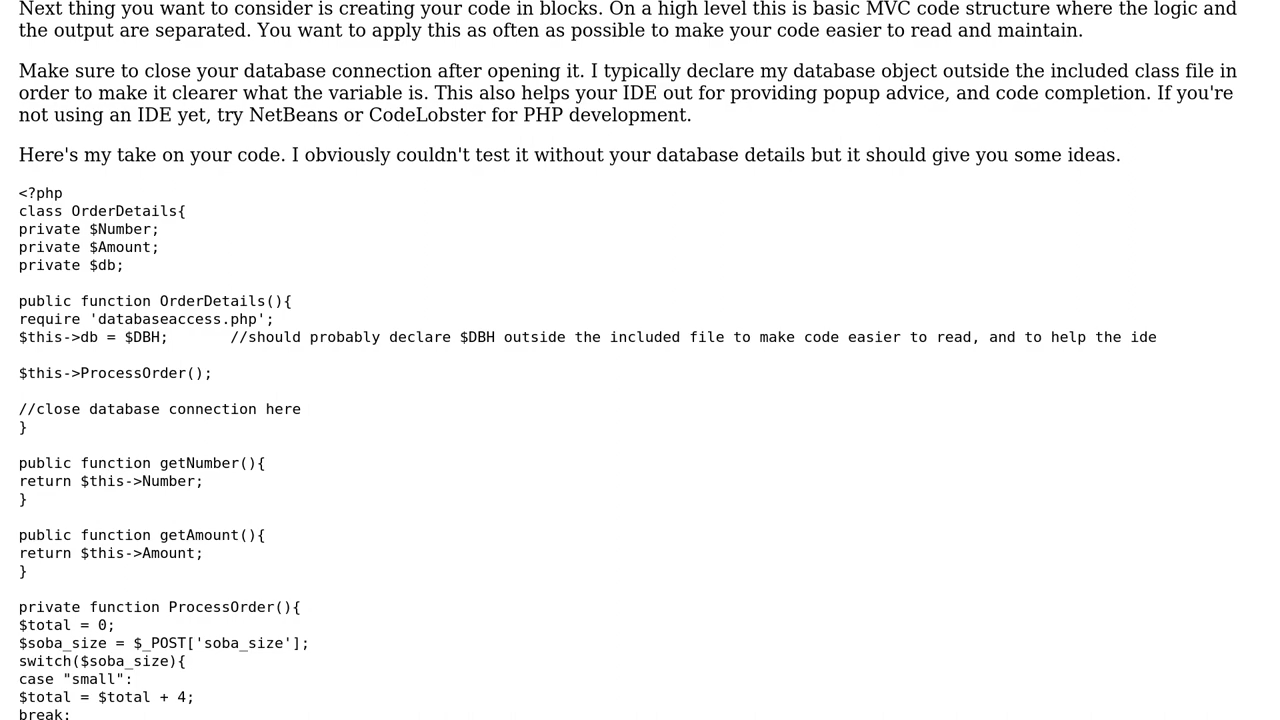 Next thing you want to consider is creating your code in blocks. On a high level this is basic MVC code structure where the logic and
the output are separated. You want to apply this as often as possible to make your code easier to read and maintain.
Make sure to close your database connection after opening it. I typically declare my database object outside the included class file in
order to make it clearer what the variable is. This also helps your IDE out for providing popup advice, and code completion. If you're
not using an IDE yet, try NetBeans or CodeLobster for PHP development.
Here's my take on your code. I obviously couldn't test it without your database details but it should give you some ideas.
<?php
class OrderDetails{
private $Number;
private $Amount;
private $db;
public function OrderDetails(){
require 'databaseaccess.php';
$this->db = $DBH;       //should probably declare $DBH outside the included file to make code easier to read, and to help the ide
$this->ProcessOrder();
//close database connection here
}
public function getNumber(){
return $this->Number;
}
public function getAmount(){
return $this->Amount;
}
private function ProcessOrder(){
$total = 0;
$soba_size = $_POST['soba_size'];
switch($soba_size){
case "small":
$total = $total + 4;
break;